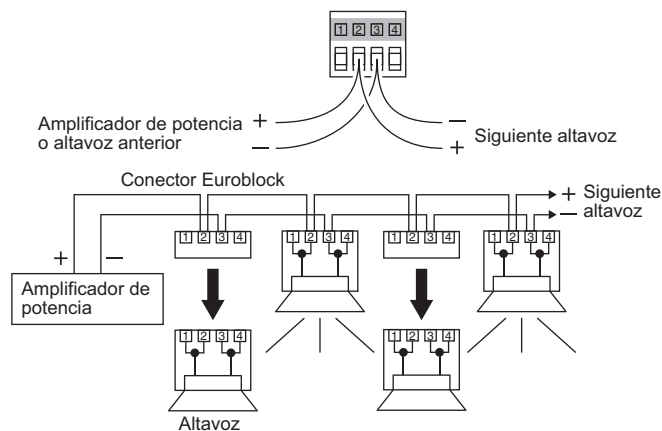 1 2 3 4
Amplificador de potencia
o altavoz anterior
+
−
−
+
Siguiente altavoz
Conector Euroblock
+ Siguiente
− altavoz
+ −
1 2 3 4
1 2 3 4
1 2 3 4
1 2 3 4
Amplificador de
potencia
1 2 3 4
1 2 3 4
Altavoz